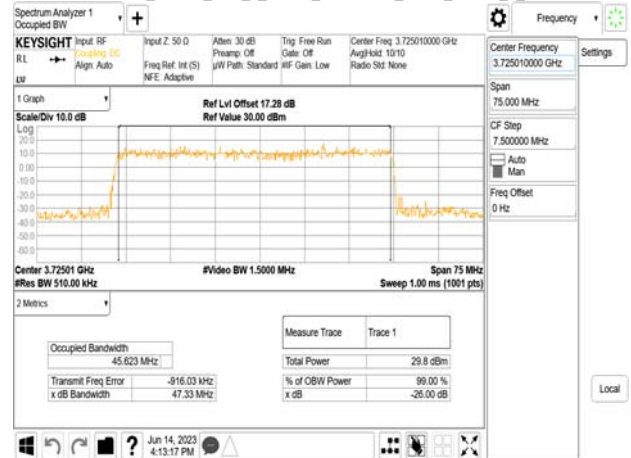 Spectrum Analyzer 1
Occupied BW
+
Frequency
KEYSIGHT
RL
Input: RF
Coupling: DC
Align: Auto
Input Z: 50 Ω
Freq Ref: Int (S)
NFE: Adaptive
Atten: 30 dB
Preamp: Off
µW Path: Standard
Trig: Free Run
Gate: Off
#IF Gain: Low
Center Freq: 3.725010000 GHz
Avg|Hold: 10/10
Radio Std: None
Center Frequency
3.725010000 GHz
Settings
Span
75.000 MHz
CF Step
7.500000 MHz
Auto
Man
Freq Offset
0 Hz
Local
1 Graph
Scale/Div 10.0 dB
Ref Lvl Offset 17.28 dB
Ref Value 30.00 dBm
Log
20.0
10.0
0.00
-10.0
-20.0
-30.0
-40.0
-50.0
-60.0
Center 3.72501 GHz
#Video BW 1.5000 MHz
Span 75 MHz
#Res BW 510.00 kHz
Sweep 1.00 ms (1001 pts)
2 Metrics
Measure Trace Trace 1
Occupied Bandwidth
45.623 MHz
Total Power 29.8 dBm
Transmit Freq Error -916.03 kHz
% of OBW Power 99.00 %
x dB Bandwidth 47.33 MHz
x dB -26.00 dB
?
Jun 14, 2023
4:13:17 PM